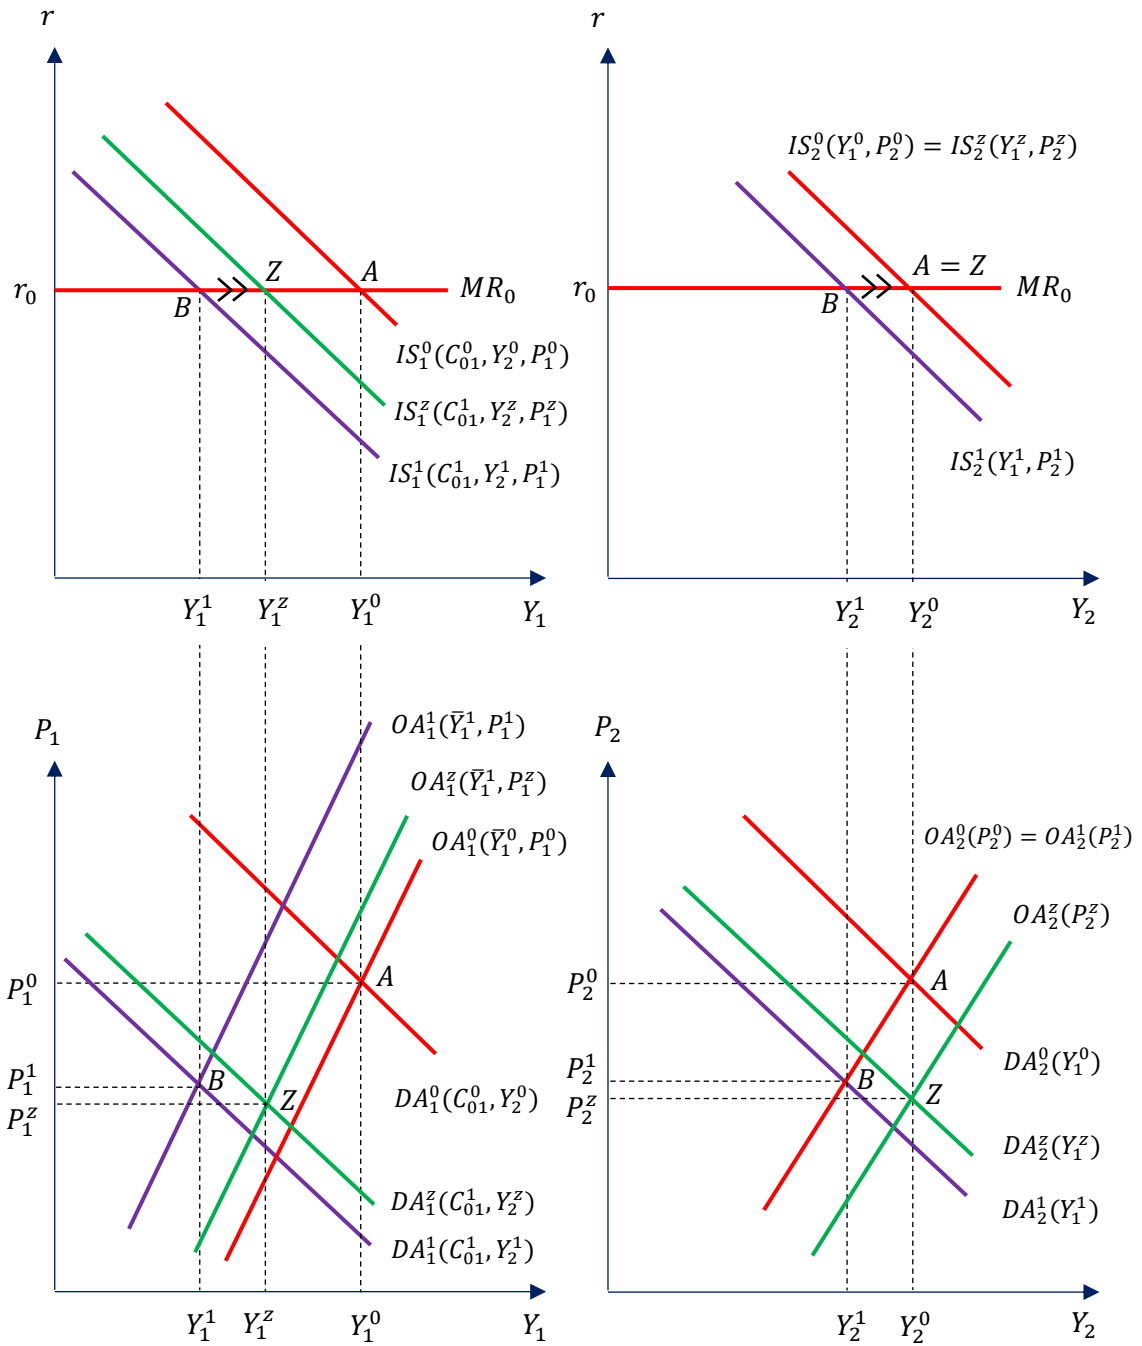 r
r
IS₂⁰(Y₁⁰, P₂⁰) = IS₂ᶻ(Y₁ᶻ, P₂ᶻ)
Z
A
A = Z
r₀
MR₀
r₀
MR₀
B
B
IS₁⁰(C₀₁⁰, Y₂⁰, P₁⁰)
IS₁ᶻ(C₀₁¹, Y₂ᶻ, P₁ᶻ)
IS₁¹(C₀₁¹, Y₂¹, P₁¹)
IS₂¹(Y₁¹, P₂¹)
Y₁¹
Y₁ᶻ
Y₁⁰
Y₁
Y₂¹
Y₂⁰
Y₂
P₁
OA₁¹(Ȳ₁¹, P₁¹)
P₂
OA₁ᶻ(Ȳ₁¹, P₁ᶻ)
OA₁⁰(Ȳ₁⁰, P₁⁰)
OA₂⁰(P₂⁰) = OA₂¹(P₂¹)
OA₂ᶻ(P₂ᶻ)
P₁⁰
A
P₂⁰
A
P₁¹
B
P₂¹
B
DA₂⁰(Y₁⁰)
P₁ᶻ
Z
DA₁⁰(C₀₁⁰, Y₂⁰)
P₂ᶻ
Z
DA₂ᶻ(Y₁ᶻ)
DA₁ᶻ(C₀₁¹, Y₂ᶻ)
DA₂¹(Y₁¹)
DA₁¹(C₀₁¹, Y₂¹)
Y₁¹
Y₁ᶻ
Y₁⁰
Y₁
Y₂¹
Y₂⁰
Y₂